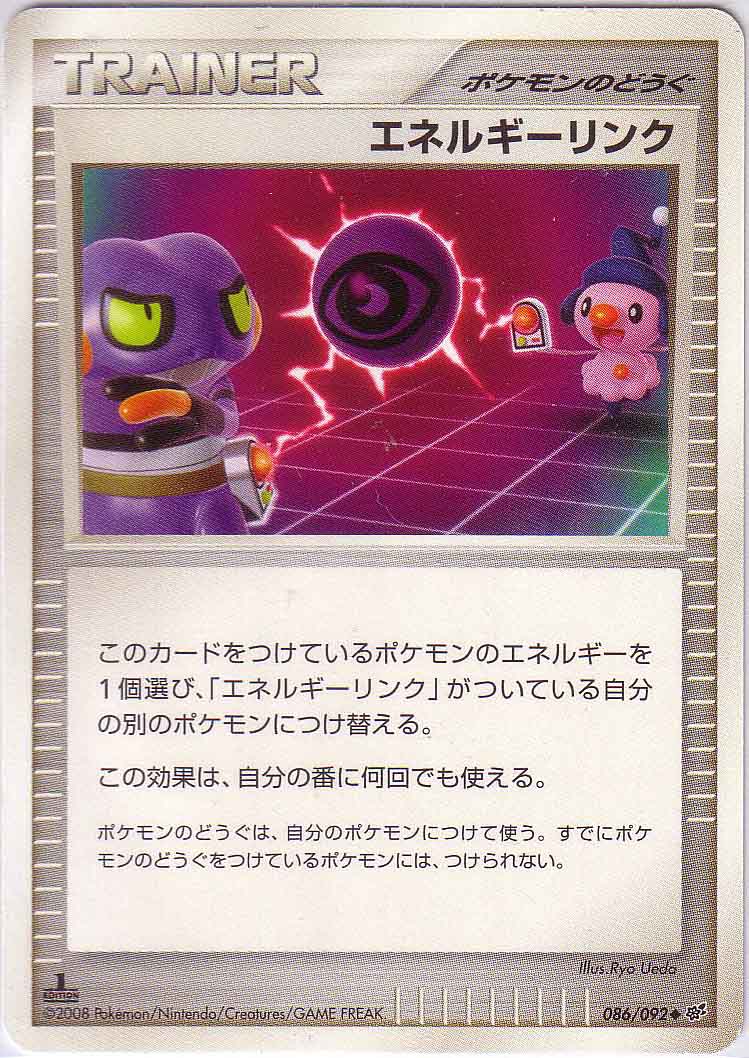 TRAINER
ポケモンのどうぐ
エネルギーリンク
このカードをつけているポケモンのエネルギーを
1個選び、「エネルギーリンク」がついている自分
の別のポケモンにつけ替える。
この効果は、自分の番に何回でも使える。
ポケモンのどうぐは、自分のポケモンにつけて使う。すでにポケ
モンのどうぐをつけているポケモンには、つけられない。
Illus.Ryo Ueda
1
EDITION
©2008 Pokémon/Nintendo/Creatures/GAME FREAK.
086/092